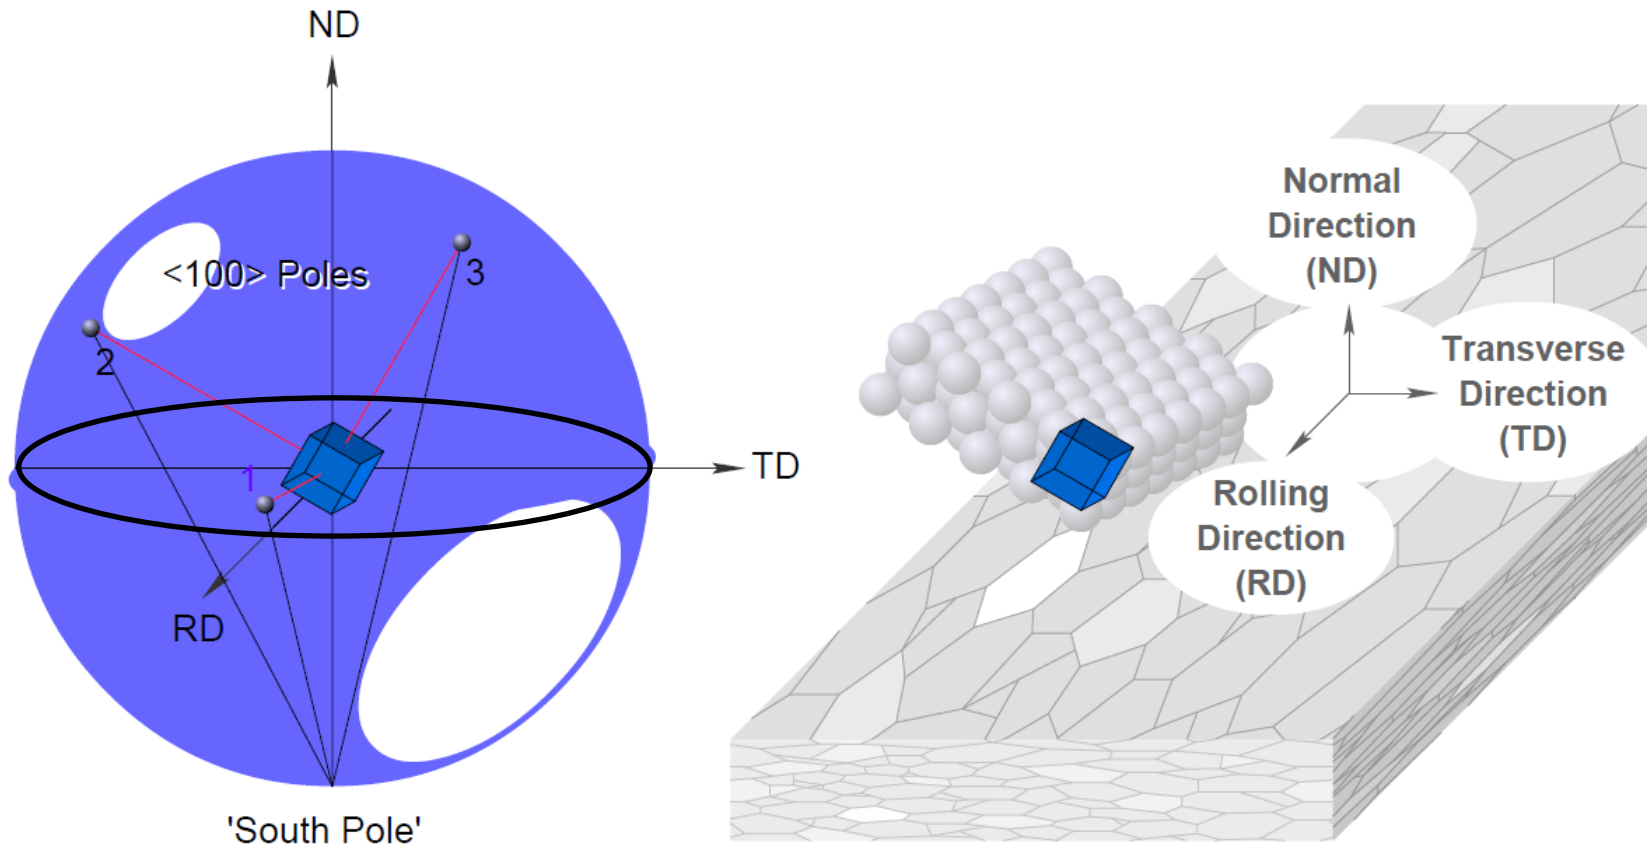 ND
<100> Poles
3
2
1
TD
RD
'South Pole'
Normal
Direction
(ND)
Transverse
Direction
(TD)
Rolling
Direction
(RD)